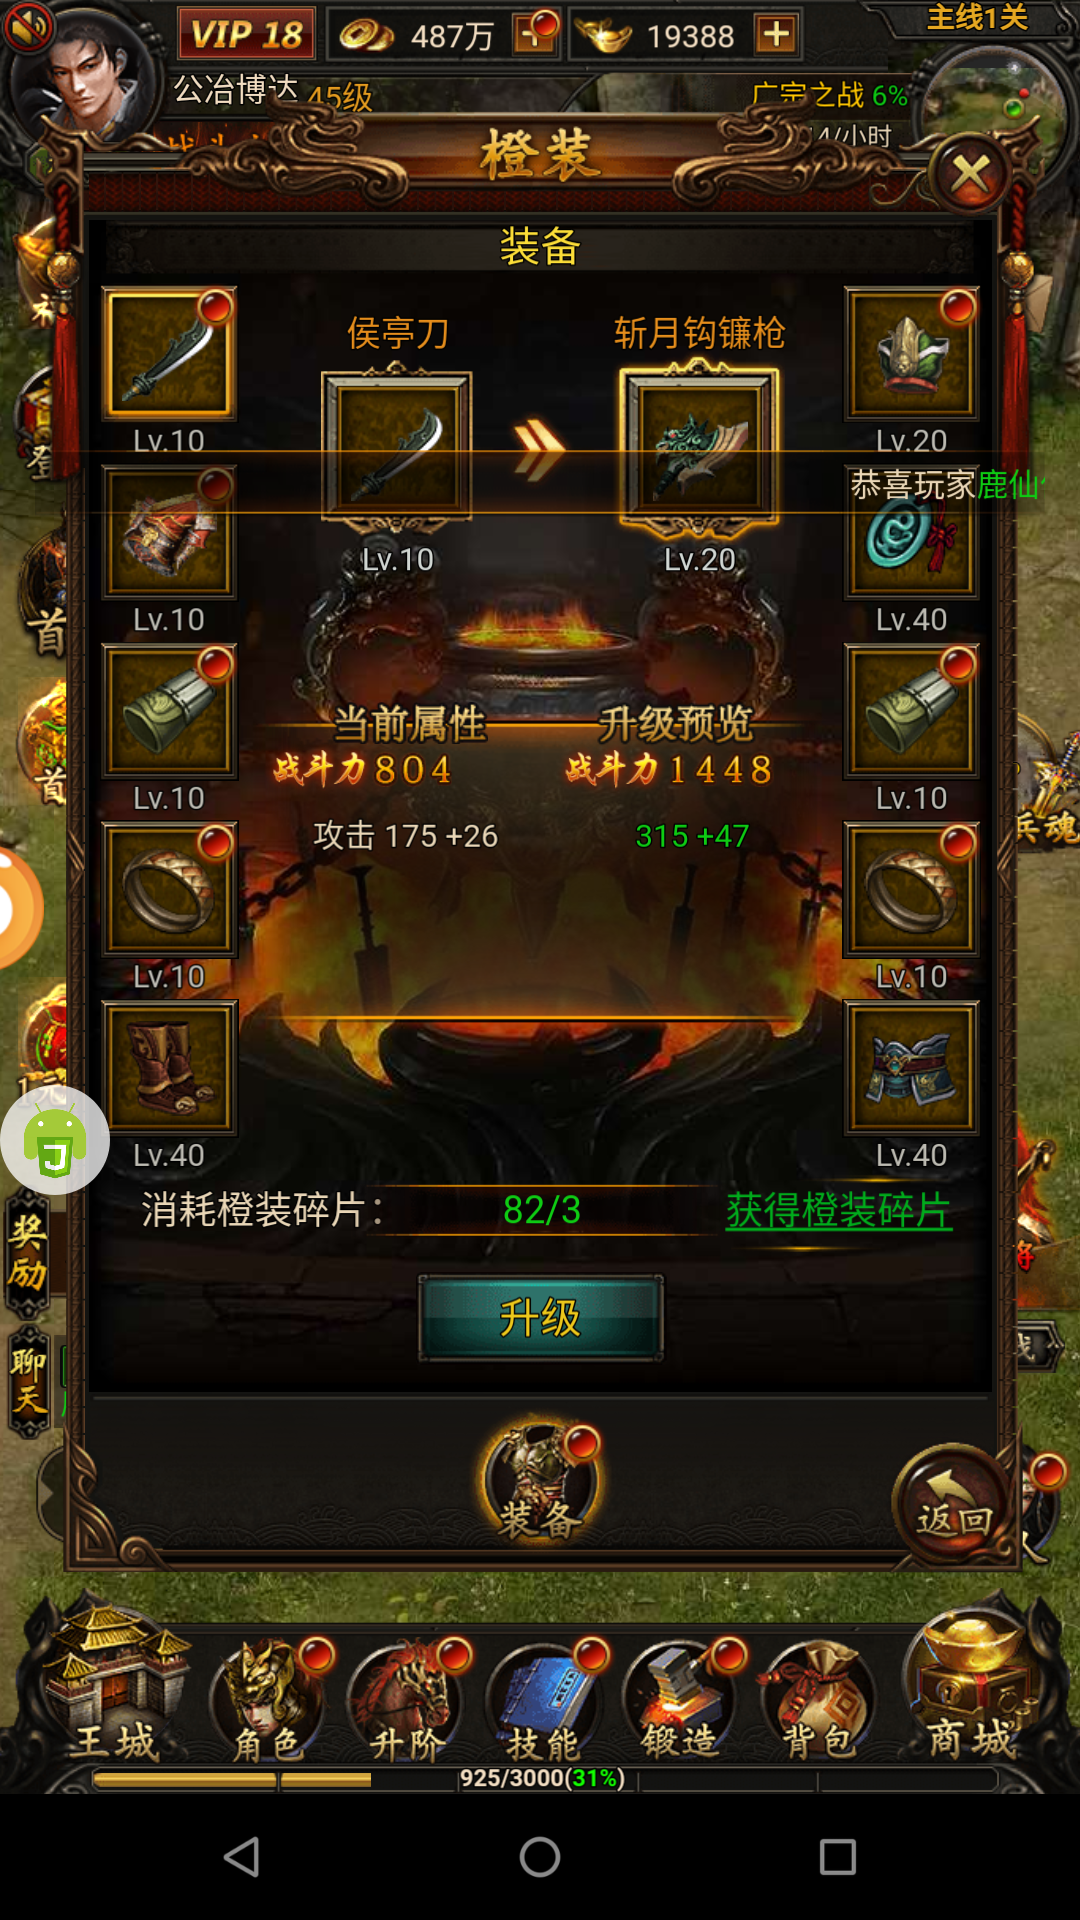 主线1关
VIP 18
487万
19388
公冶博达 45级
广宗之战 6%
14/小时
橙装
装备
侯亭刀
斩月钩镰枪
Lv.10
Lv.20
恭喜玩家鹿仙
Lv.10
Lv.20
Lv.10
Lv.40
当前属性
升级预览
战斗力804
战斗力1448
Lv.10
Lv.10
攻击 175 +26
315 +47
兵魂
Lv.10
Lv.10
Lv.40
Lv.40
消耗橙装碎片:
82/3
获得橙装碎片
奖励
升级
聊天
装备
返回
王城
角色
升阶
技能
锻造
背包
商城
925/3000(31%)